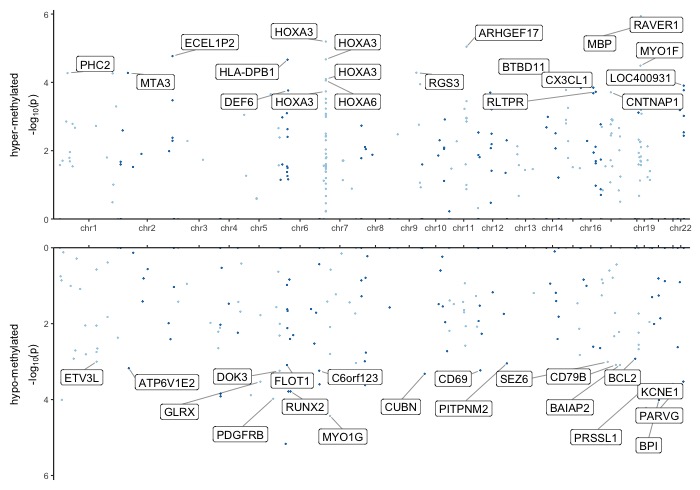 6
RAVER1
HOXA3
ARHGEF17
ECEL1P2
HOXA3
MBP
MYO1F
PHC2
HLA-DPB1
HOXA3
BTBD11
LOC400931
MTA3
RGS3
CX3CL1
4
DEF6
HOXA3
HOXA6
RLTPR
CNTNAP1
hyper-methylated
-log10(p)
2
0
chr1
chr2
chr3
chr4
chr5
chr6
chr7
chr8
chr9
chr10
chr11
chr12
chr13
chr14
chr16
chr19
chr22
0
hypo-methylated
-log10(p)
2
ETV3L
ATP6V1E2
DOK3
FLOT1
C6orf123
CD69
SEZ6
CD79B
BCL2
KCNE1
4
GLRX
RUNX2
CUBN
PITPNM2
BAIAP2
PARVG
PDGFRB
MYO1G
PRSSL1
BPI
6